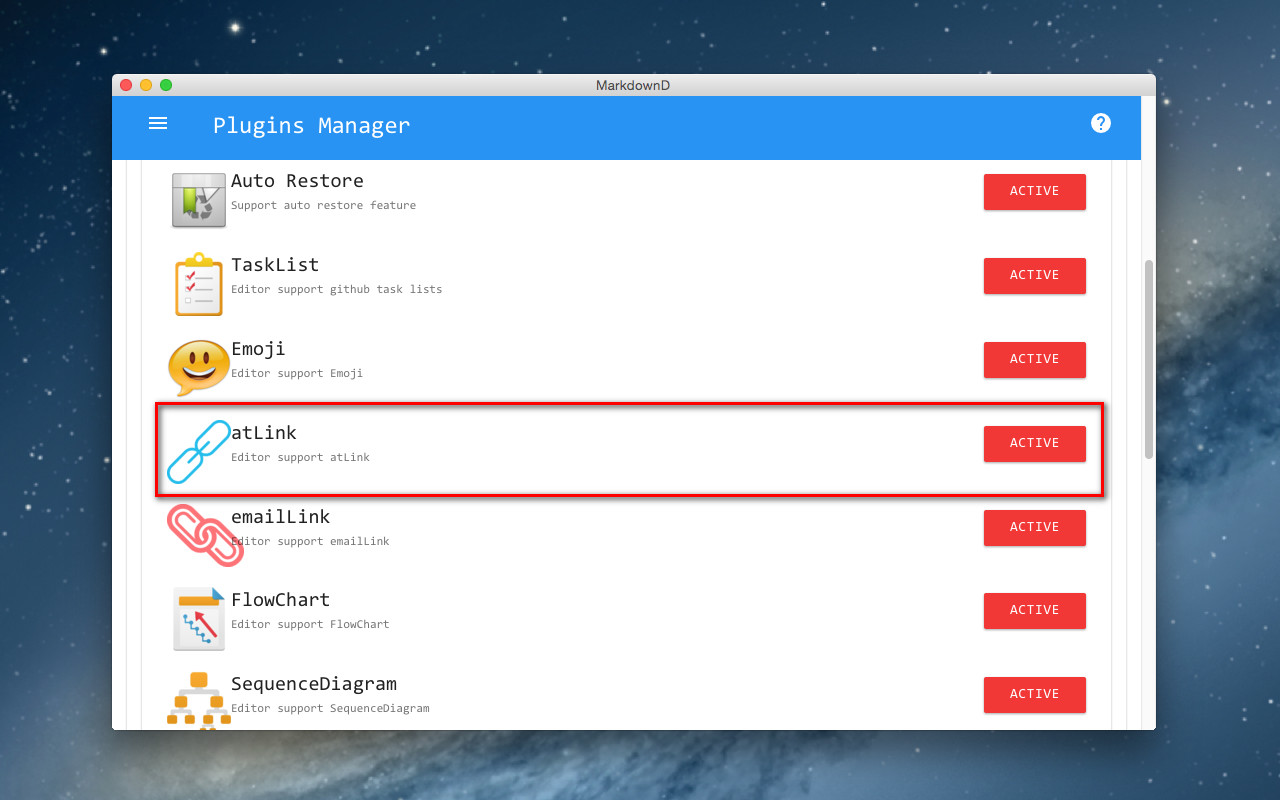 MarkdownD
Plugins Manager
Auto Restore
Support auto restore feature
ACTIVE
TaskList
Editor support github task lists
ACTIVE
Emoji
Editor support Emoji
ACTIVE
atLink
Editor support atLink
ACTIVE
emailLink
Editor support emailLink
ACTIVE
FlowChart
Editor support FlowChart
ACTIVE
SequenceDiagram
Editor support SequenceDiagram
ACTIVE